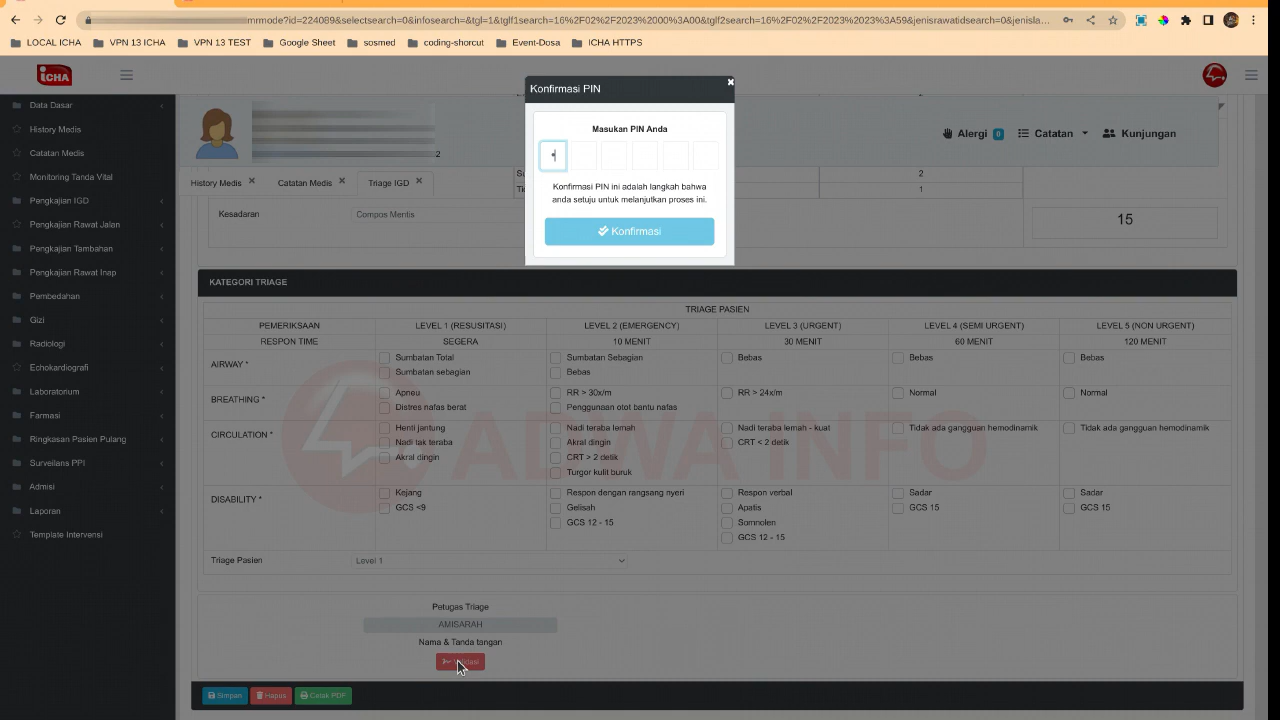 mrmode?id=224089&selectsearch=0&infosearch=&tgl=1&tglf1search=16%2F02%2F2023%2000%3A00&tglf2search=16%2F02%2F2023%2023%3A59&jenisrawatidsearch=0&jenisla...
LOCAL ICHA VPN 13 ICHA VPN 13 TEST Google Sheet sosmed coding-shorcut Event-Dosa ICHA HTTPS
ICHA
Konfirmasi PIN
Masukan PIN Anda
Konfirmasi PIN ini adalah langkah bahwa
anda setuju untuk melanjutkan proses ini.
Konfirmasi
Alergi 0 Catatan Kunjungan
2
History Medis Catatan Medis Triage IGD
2
1
Kesadaran Compos Mentis 15
Data Dasar
History Medis
Catatan Medis
Monitoring Tanda Vital
Pengkajian IGD
Pengkajian Rawat Jalan
Pengkajian Tambahan
Pengkajian Rawat Inap
Pembedahan
Gizi
Radiologi
Echokardiografi
Laboratorium
Farmasi
Ringkasan Pasien Pulang
Surveilans PPI
Admisi
Laporan
Template Intervensi
KATEGORI TRIAGE
TRIAGE PASIEN
PEMERIKSAAN LEVEL 1 (RESUSITASI) LEVEL 2 (EMERGENCY) LEVEL 3 (URGENT) LEVEL 4 (SEMI URGENT) LEVEL 5 (NON URGENT)
RESPON TIME SEGERA 10 MENIT 30 MENIT 60 MENIT 120 MENIT
AIRWAY * Sumbatan Total Sumbatan Sebagian Bebas Bebas Bebas
Sumbatan sebagian Bebas
BREATHING * Apneu RR > 30x/m RR > 24x/m Normal Normal
Distres nafas berat Penggunaan otot bantu nafas
CIRCULATION * Henti jantung Nadi teraba lemah Nadi teraba lemah - kuat Tidak ada gangguan hemodinamik Tidak ada gangguan hemodinamik
Nadi tak teraba Akral dingin CRT < 2 detik
Akral dingin CRT > 2 detik
Turgor kulit buruk
ADWA INFO
DISABILITY * Kejang Respon dengan rangsang nyeri Respon verbal Sadar Sadar
GCS <9 Gelisah Apatis GCS 15 GCS 15
GCS 12 - 15 Somnolen
GCS 12 - 15
Triage Pasien Level 1
Petugas Triage
AMISARAH
Nama & Tanda tangan
Validasi
Simpan Hapus Cetak PDF